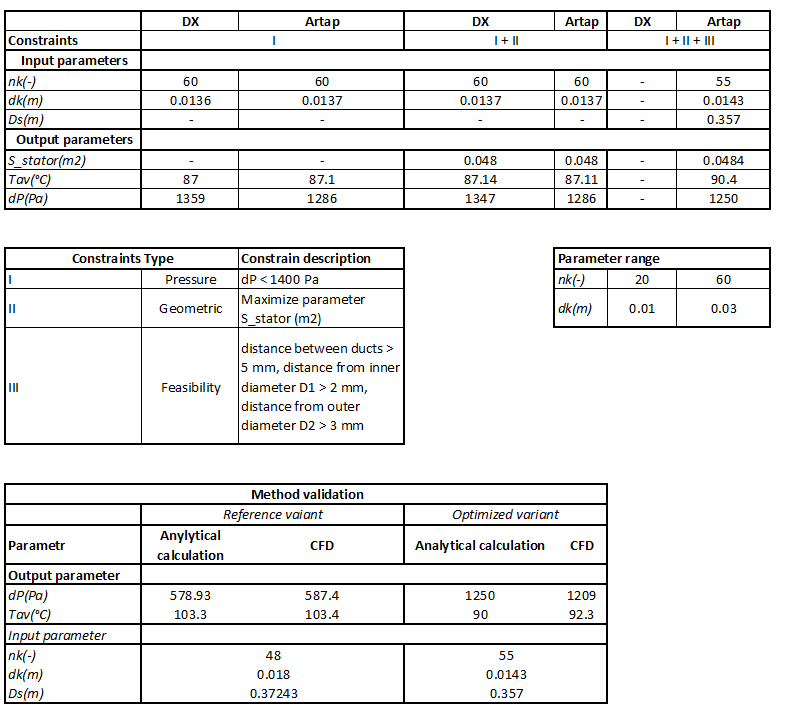 DX Artap DX Artap DX Artap
Constraints I I + II I + II + III
Input parameters
nk(-) 60 60 60 60 - 55
dk(m) 0.0136 0.0137 0.0137 0.0137 - 0.0143
Ds(m) - - - - - 0.357
Output parameters
S_stator(m2) - - 0.048 0.048 - 0.0484
Tav(°C) 87 87.1 87.14 87.11 - 90.4
dP(Pa) 1359 1286 1347 1286 - 1250
Constraints Type Constrain description
I Pressure dP < 1400 Pa
II Geometric Maximize parameter
S_stator (m2)
III Feasibility distance between ducts >
5 mm, distance from inner
diameter D1 > 2 mm,
distance from outer
diameter D2 > 3 mm
Parameter range
nk(-) 20 60
dk(m) 0.01 0.03
Method validation
Reference vaiant Optimized variant
Parametr Anylytical
calculation CFD Analytical calculation CFD
Output parameter
dP(Pa) 578.93 587.4 1250 1209
Tav(°C) 103.3 103.4 90 92.3
Input parameter
nk(-) 48 55
dk(m) 0.018 0.0143
Ds(m) 0.37243 0.357